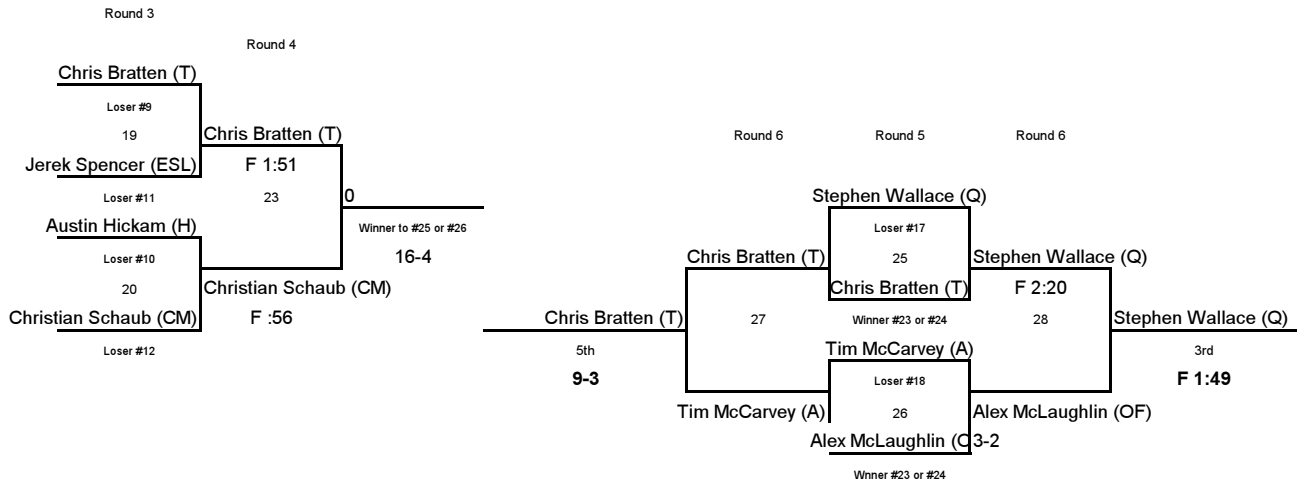 Round 3
Round 4
Chris Bratten (T)
Loser #9
19
Chris Bratten (T)
Jerek Spencer (ESL)
F 1:51
Loser #11
23
0
Austin Hickam (H)
Winner to #25 or #26
Loser #10
16-4
20
Christian Schaub (CM)
Christian Schaub (CM)
F :56
Loser #12
Round 6
Round 5
Round 6
Stephen Wallace (Q)
Loser #17
Chris Bratten (T)
25
Stephen Wallace (Q)
Chris Bratten (T)
F 2:20
Chris Bratten (T)
27
Winner #23 or #24
28
Stephen Wallace (Q)
5th
Tim McCarvey (A)
3rd
9-3
Loser #18
F 1:49
Tim McCarvey (A)
26
Alex McLaughlin (OF)
Alex McLaughlin (O
3-2
Wnner #23 or #24